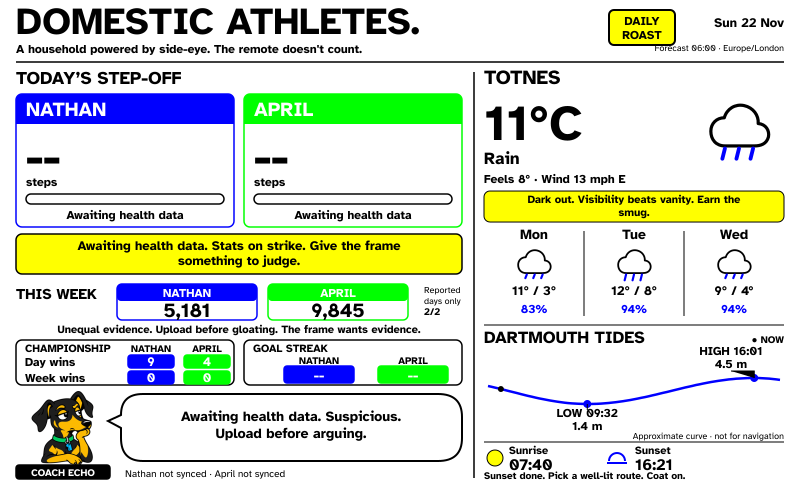 DOMESTIC ATHLETES.
A household powered by side-eye. The remote doesn't count.
DAILY
ROAST
Sun 22 Nov
Forecast 06:00 · Europe/London
TODAY'S STEP-OFF
NATHAN
--
steps
Awaiting health data
APRIL
--
steps
Awaiting health data
Awaiting health data. Stats on strike. Give the frame
something to judge.
THIS WEEK
NATHAN
5,181
APRIL
9,845
Reported
days only
2/2
Unequal evidence. Upload before gloating. The frame wants evidence.
CHAMPIONSHIP NATHAN APRIL
Day wins 9 4
Week wins 0 0
GOAL STREAK
NATHAN APRIL
-- --
Awaiting health data. Suspicious.
Upload before arguing.
COACH ECHO
Nathan not synced · April not synced
TOTNES
11°C
Rain
Feels 8° · Wind 13 mph E
Dark out. Visibility beats vanity. Earn the
smug.
Mon Tue Wed
11° / 3° 12° / 8° 9° / 4°
83% 94% 94%
DARTMOUTH TIDES
• NOW
HIGH 16:01
4.5 m
LOW 09:32
1.4 m
Approximate curve · not for navigation
Sunrise
07:40
Sunset
16:21
Sunset done. Pick a well-lit route. Coat on.